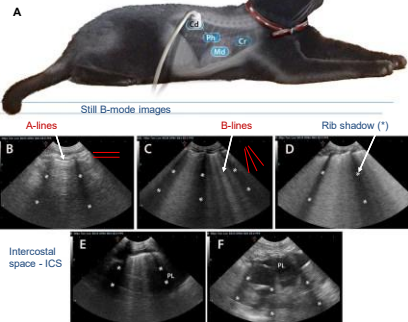 A
Cd
Ph
Cr
Md
Still B-mode images
A-lines
B-lines
Rib shadow (*)
B
C
D
Intercostal
space - ICS
E
PL
F
PL